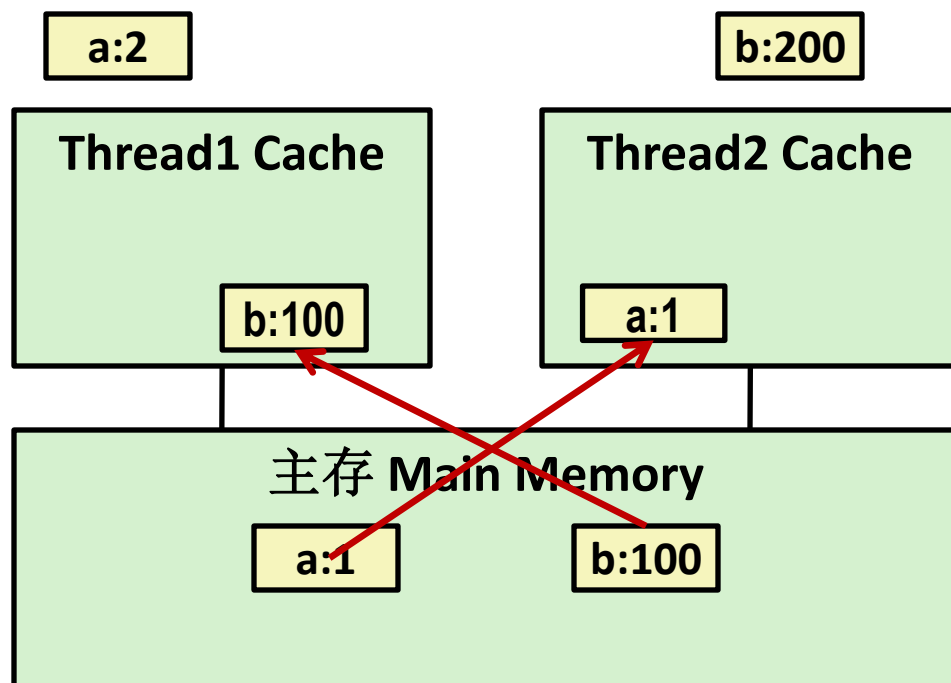 a:2
b:200
Thread1 Cache
Thread2 Cache
b:100
a:1
主存 Main Memory
a:1
b:100